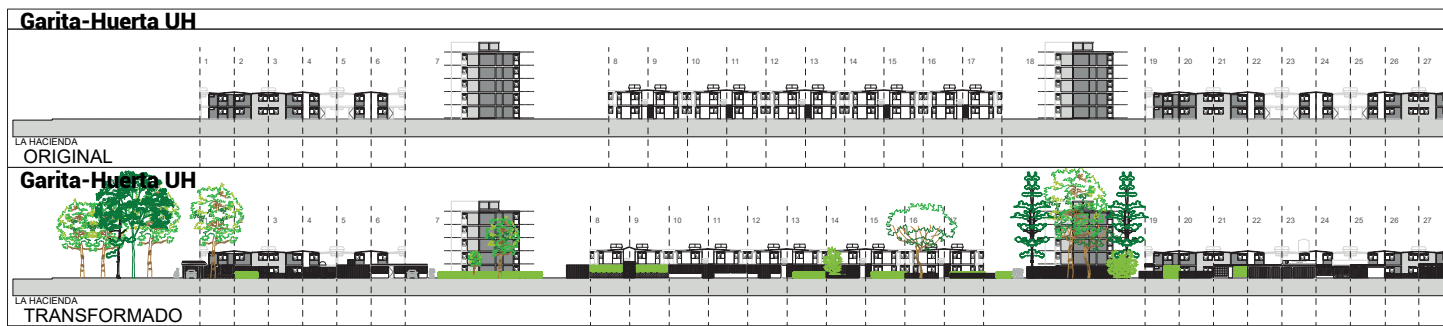 Garita-Huerta UH
1 2 3 4 5 6 7 8 9 10 11 12 13 14 15 16 17 18 19 20 21 22 23 24 25 26 27
LA HACIENDA
ORIGINAL
Garita-Huerta UH
3 4 5 6 7 8 9 10 11 12 13 14 15 16 17 19 20 21 22 23 24 25 26 27
LA HACIENDA
TRANSFORMADO